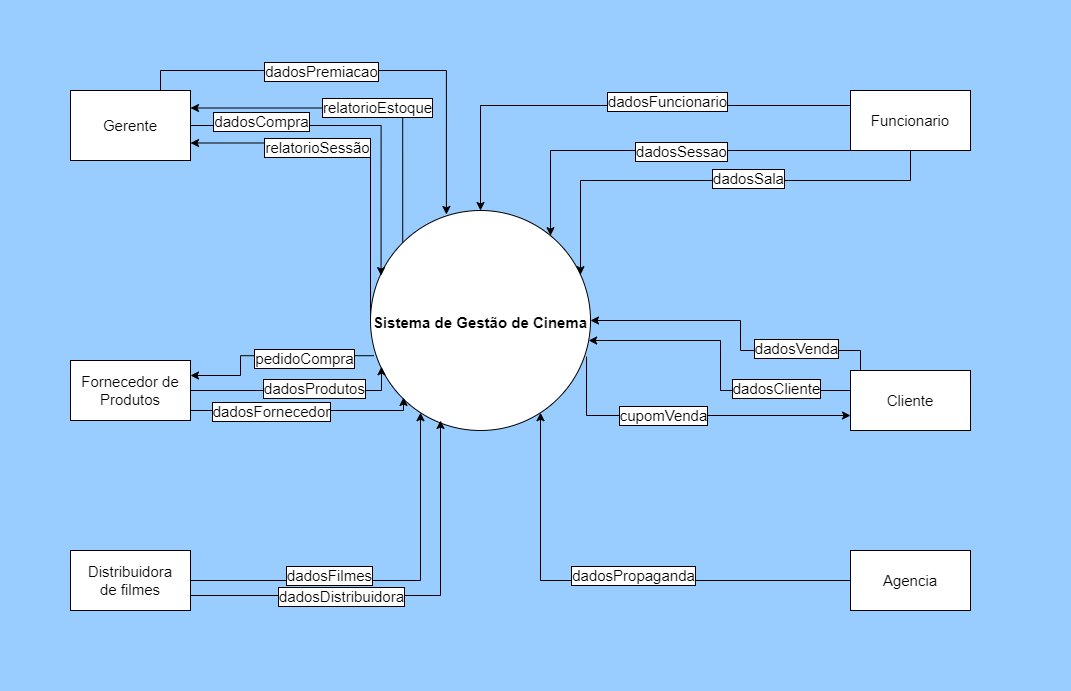 dadosPremiacao
relatorioEstoque
dadosCompra
relatorioSessão
Gerente
dadosFuncionario
dadosSessao
dadosSala
Funcionario
Sistema de Gestão de Cinema
pedidoCompra
dadosProdutos
dadosFornecedor
Fornecedor de
Produtos
dadosVenda
dadosCliente
cupomVenda
Cliente
Distribuidora
de filmes
dadosFilmes
dadosDistribuidora
dadosPropaganda
Agencia